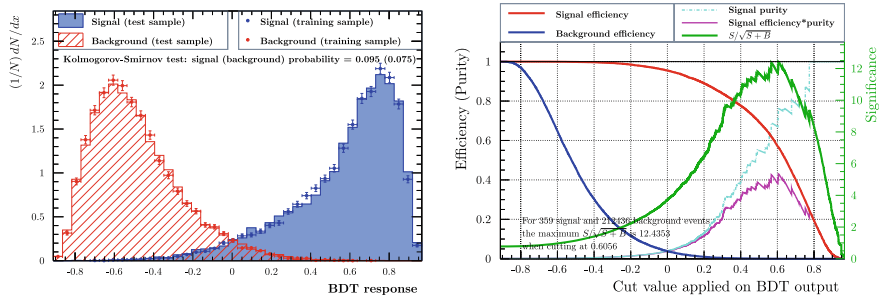 Signal (test sample)
Background (test sample)
Signal (training sample)
Background (training sample)
Kolmogorov-Smirnov test: signal (background) probability = 0.095 (0.075)
(1/N) dN/dx
2.5
2
1.5
1
0.5
0
-0.8 -0.6 -0.4 -0.2 0 0.2 0.4 0.6 0.8
BDT response
Signal efficiency
Background efficiency
Signal purity
Signal efficiency*purity
S/√S+B
Efficiency (Purity)
1
0.8
0.6
0.4
0.2
0
12
10
8
6
4
2
0
Significance
For 359 signal and background events
the maximum S/√S+B is 12.4353
when cutting at 0.6056
-0.8 -0.6 -0.4 -0.2 0 0.2 0.4 0.6 0.8
Cut value applied on BDT output